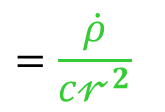 = ρ̇ / c𝓇²